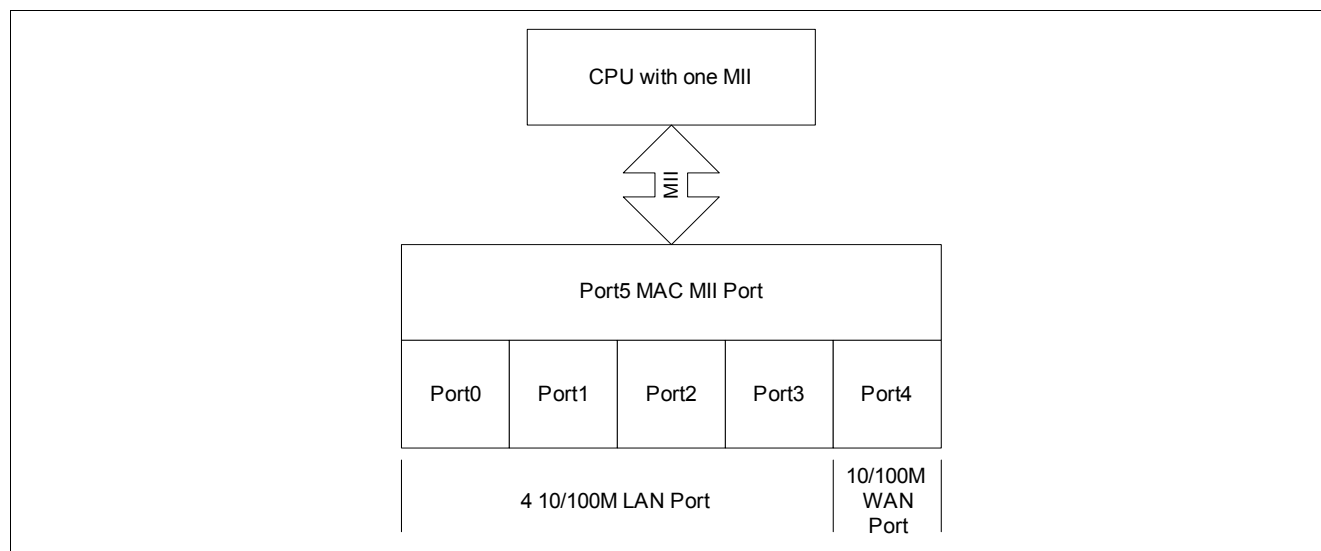 CPU with one MII
MII
Port5 MAC MII Port
Port0 Port1 Port2 Port3 Port4
4 10/100M LAN Port
10/100M
WAN
Port